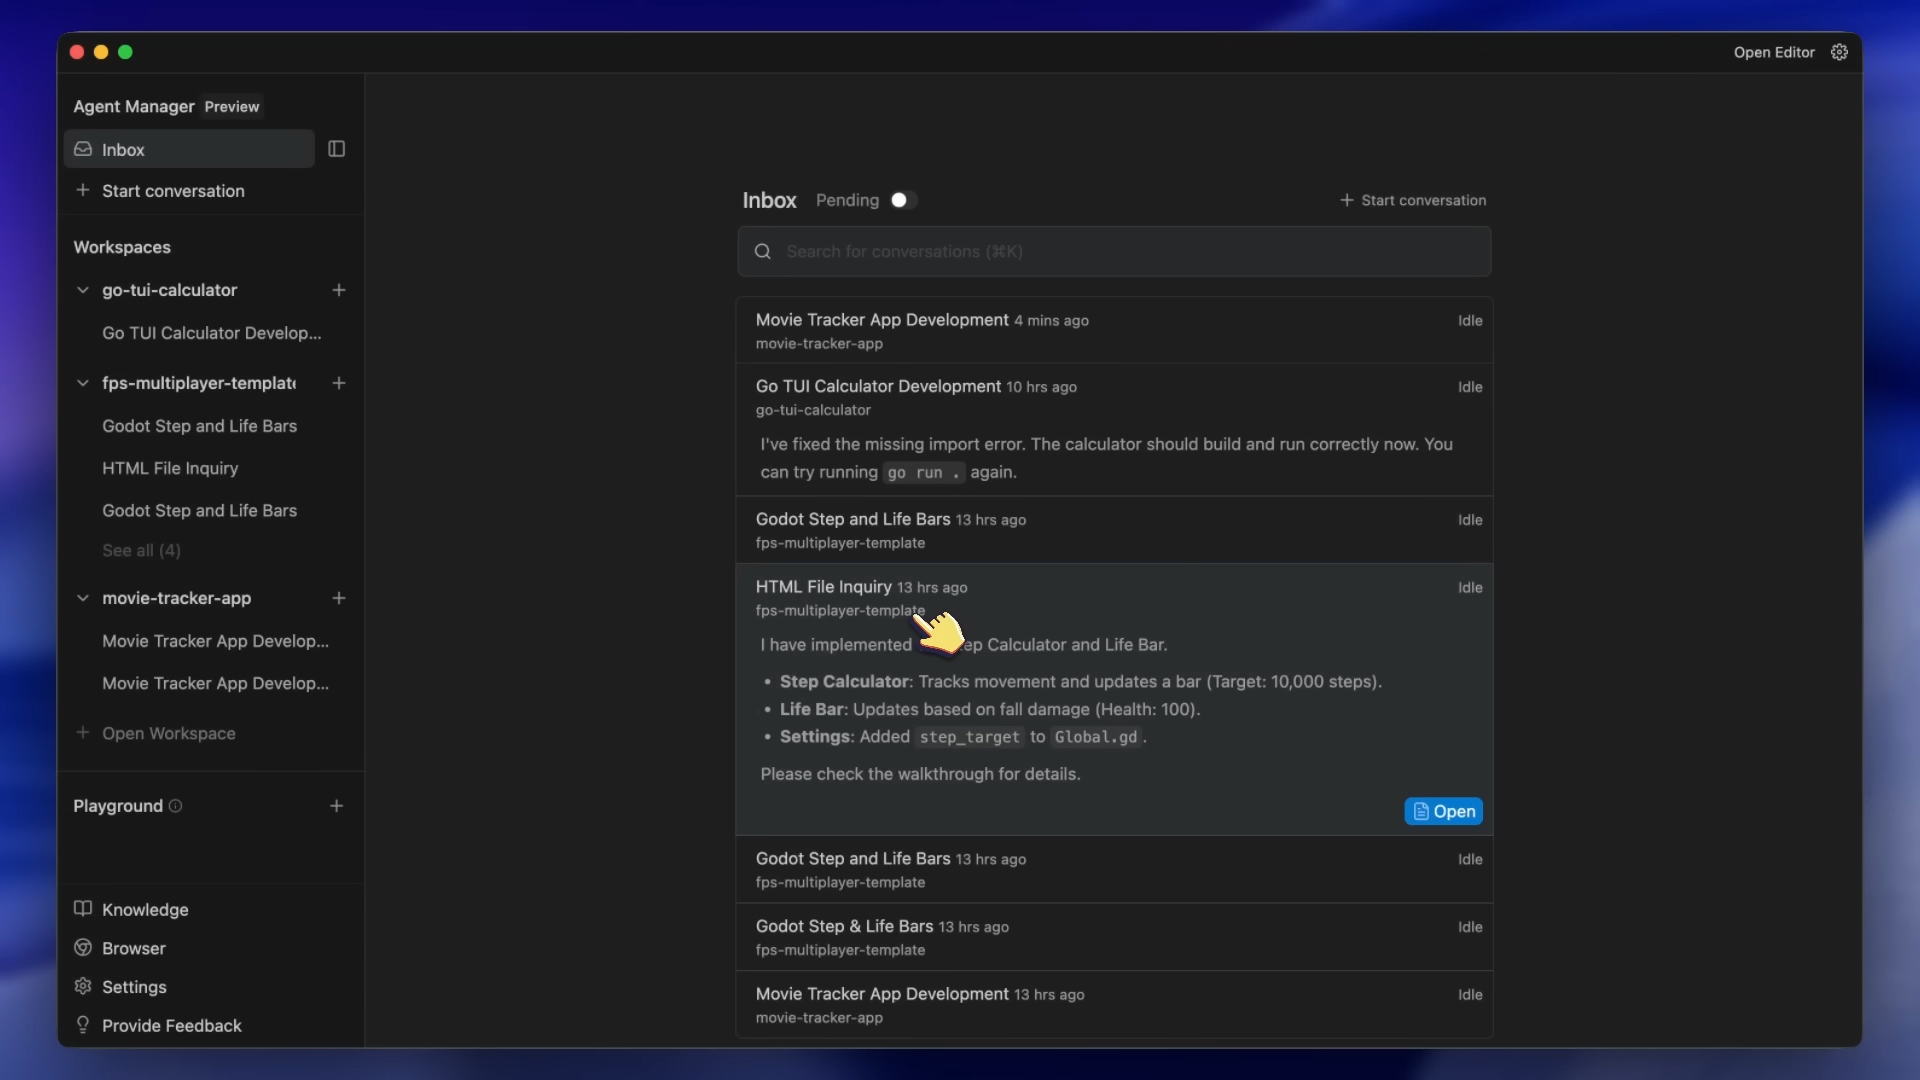 Open Editor
Agent Manager Preview
Inbox
Start conversation
Workspaces
go-tui-calculator
Go TUI Calculator Develop...
fps-multiplayer-template
Godot Step and Life Bars
HTML File Inquiry
Godot Step and Life Bars
See all (4)
movie-tracker-app
Movie Tracker App Develop...
Movie Tracker App Develop...
Open Workspace
Playground
Knowledge
Browser
Settings
Provide Feedback
Inbox Pending
Start conversation
Search for conversations (⌘K)
Movie Tracker App Development 4 mins ago Idle
movie-tracker-app
Go TUI Calculator Development 10 hrs ago Idle
go-tui-calculator
I've fixed the missing import error. The calculator should build and run correctly now. You
can try running go run . again.
Godot Step and Life Bars 13 hrs ago Idle
fps-multiplayer-template
HTML File Inquiry 13 hrs ago Idle
fps-multiplayer-template
I have implemented Calculator and Life Bar.
• Step Calculator: Tracks movement and updates a bar (Target: 10,000 steps).
• Life Bar: Updates based on fall damage (Health: 100).
• Settings: Added step_target to Global.gd.
Please check the walkthrough for details.
Open
Godot Step and Life Bars 13 hrs ago Idle
fps-multiplayer-template
Godot Step & Life Bars 13 hrs ago Idle
fps-multiplayer-template
Movie Tracker App Development 13 hrs ago Idle
movie-tracker-app